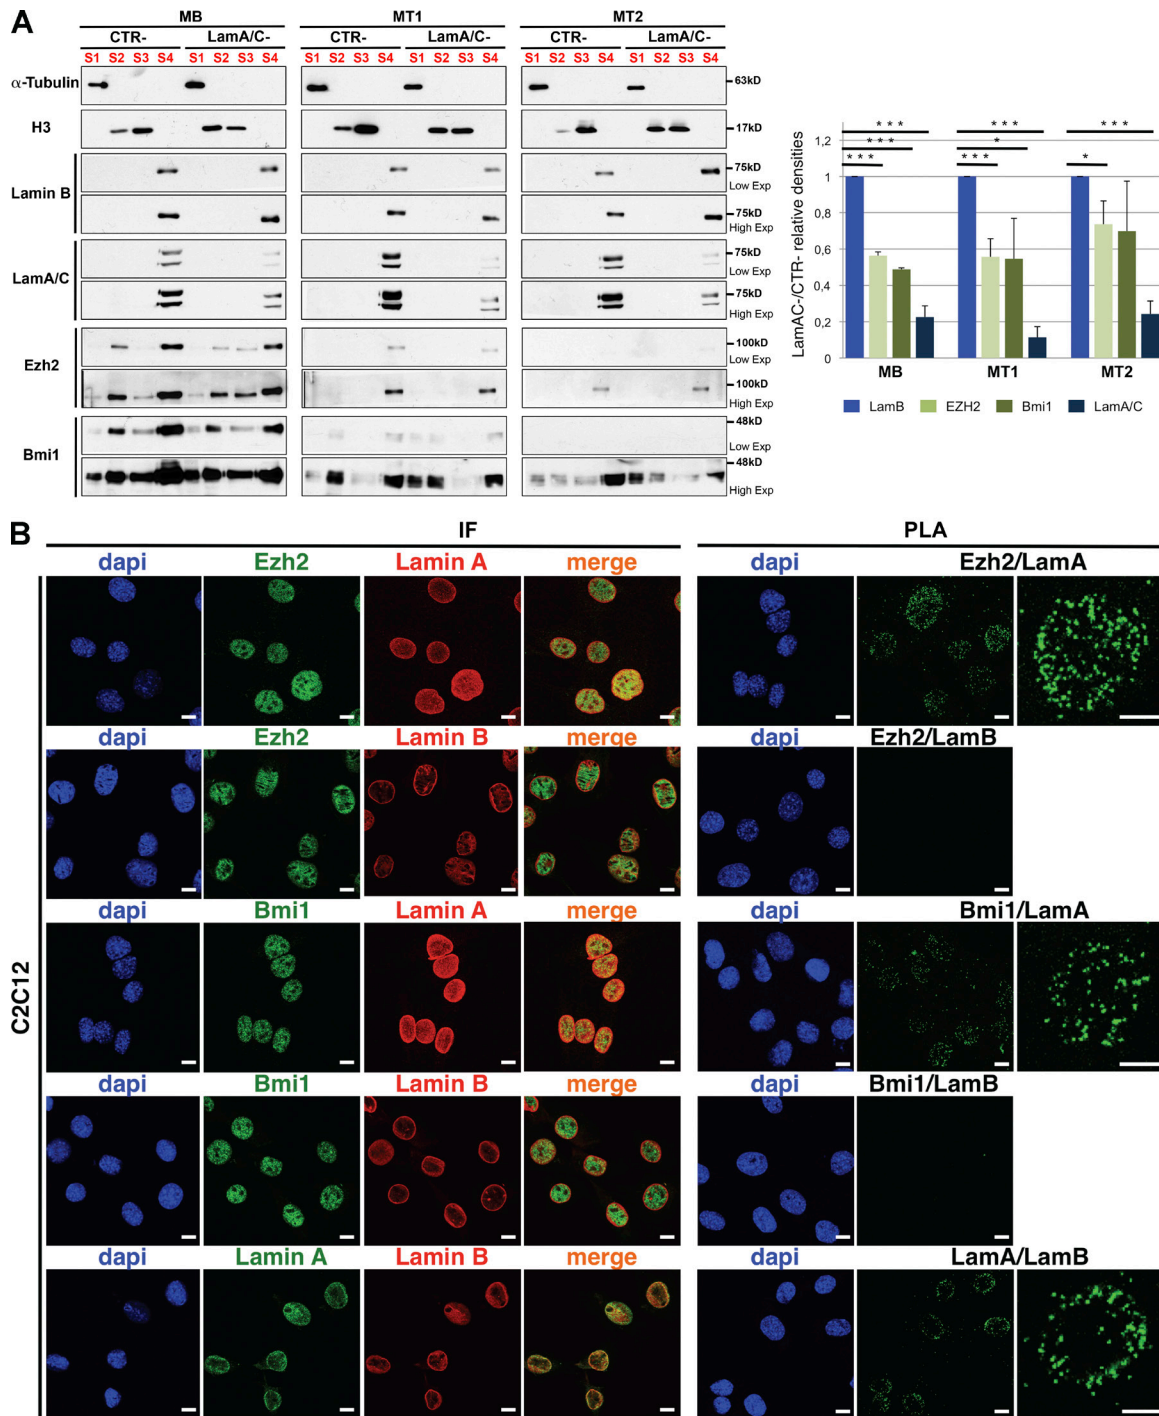 A
MB MT1 MT2
CTR- LamA/C- CTR- LamA/C- CTR- LamA/C-
S1 S2 S3 S4 S1 S2 S3 S4 S1 S2 S3 S4 S1 S2 S3 S4 S1 S2 S3 S4 S1 S2 S3 S4
α-Tubulin 63kD
H3 17kD
Lamin B
75kD
Low Exp
75kD
High Exp
LamA/C
75kD
Low Exp
75kD
High Exp
Ezh2
100kD
Low Exp
100kD
High Exp
Bmi1
48kD
Low Exp
48kD
High Exp
LamAC-/CTR- relative densities
* * * * * * * * *
* * * *
* * * * * * *
1,2
1
0,8
0,6
0,4
0,2
0
MB MT1 MT2
LamB EZH2 Bmi1 LamA/C
B
IF PLA
C2C12
dapi Ezh2 Lamin A merge dapi Ezh2/LamA
dapi Ezh2 Lamin B merge dapi Ezh2/LamB
dapi Bmi1 Lamin A merge dapi Bmi1/LamA
dapi Bmi1 Lamin B merge dapi Bmi1/LamB
dapi Lamin A Lamin B merge dapi LamA/LamB